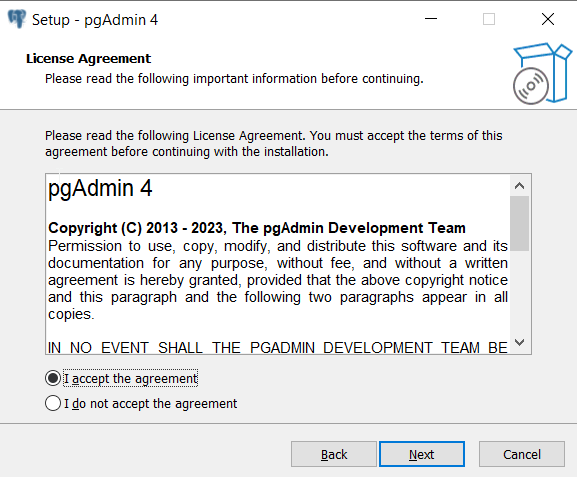 Setup - pgAdmin 4
License Agreement
Please read the following important information before continuing.
Please read the following License Agreement. You must accept the terms of this
agreement before continuing with the installation.
pgAdmin 4
Copyright (C) 2013 - 2023, The pgAdmin Development Team
Permission to use, copy, modify, and distribute this software and its
documentation for any purpose, without fee, and without a written
agreement is hereby granted, provided that the above copyright notice
and this paragraph and the following two paragraphs appear in all
copies.
IN NO EVENT SHALL THE PGADMIN DEVELOPMENT TEAM BE
I accept the agreement
I do not accept the agreement
Back
Next
Cancel